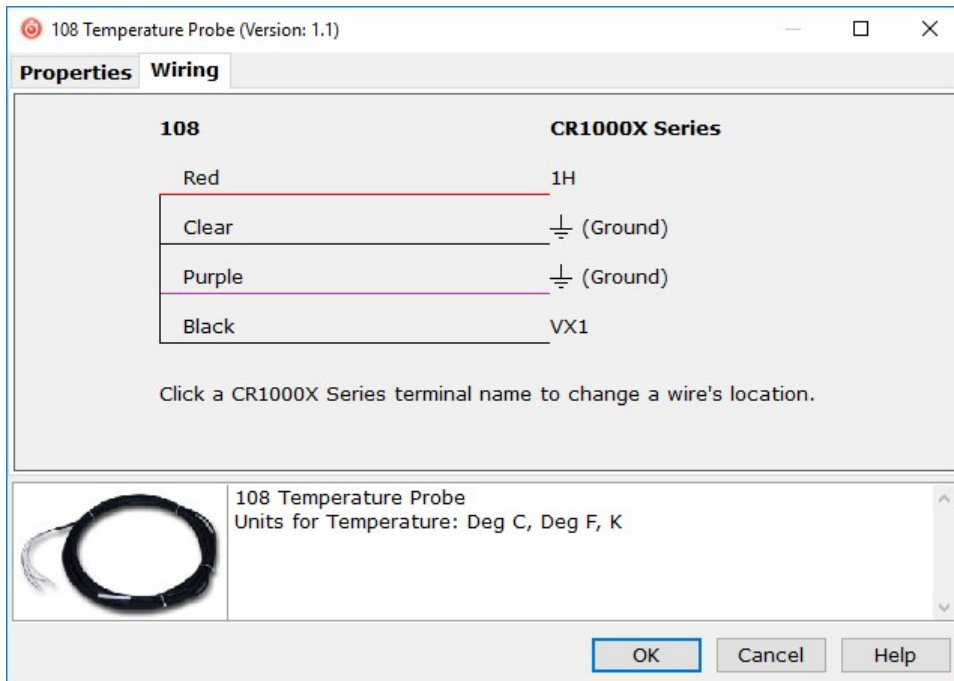 108 Temperature Probe (Version: 1.1)
Properties Wiring
108 CR1000X Series
Red 1H
Clear ⏚ (Ground)
Purple ⏚ (Ground)
Black VX1
Click a CR1000X Series terminal name to change a wire's location.
108 Temperature Probe
Units for Temperature: Deg C, Deg F, K
OK Cancel Help